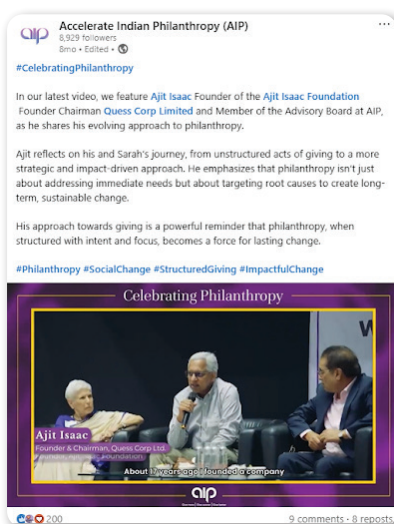 aip
Accelerate Indian Philanthropy (AIP)
8,929 followers
8mo • Edited •
#CelebratingPhilanthropy
In our latest video, we feature Ajit Isaac Founder of the Ajit Isaac Foundation
Founder Chairman Quess Corp Limited and Member of the Advisory Board at AIP,
as he shares his evolving approach to philanthropy.
Ajit reflects on his and Sarah's journey, from unstructured acts of giving to a more
strategic and impact-driven approach. He emphasizes that philanthropy isn't just
about addressing immediate needs but about targeting root causes to create long-
term, sustainable change.
His approach towards giving is a powerful reminder that philanthropy, when
structured with intent and focus, becomes a force for lasting change.
#Philanthropy #SocialChange #StructuredGiving #ImpactfulChange
Celebrating Philanthropy
W
Ajit Isaac
Founder & Chairman, Quess Corp Ltd.
Founder, Ajit Isaac Foundation
About 17 years ago I founded a company
aip
200
9 comments • 8 reposts